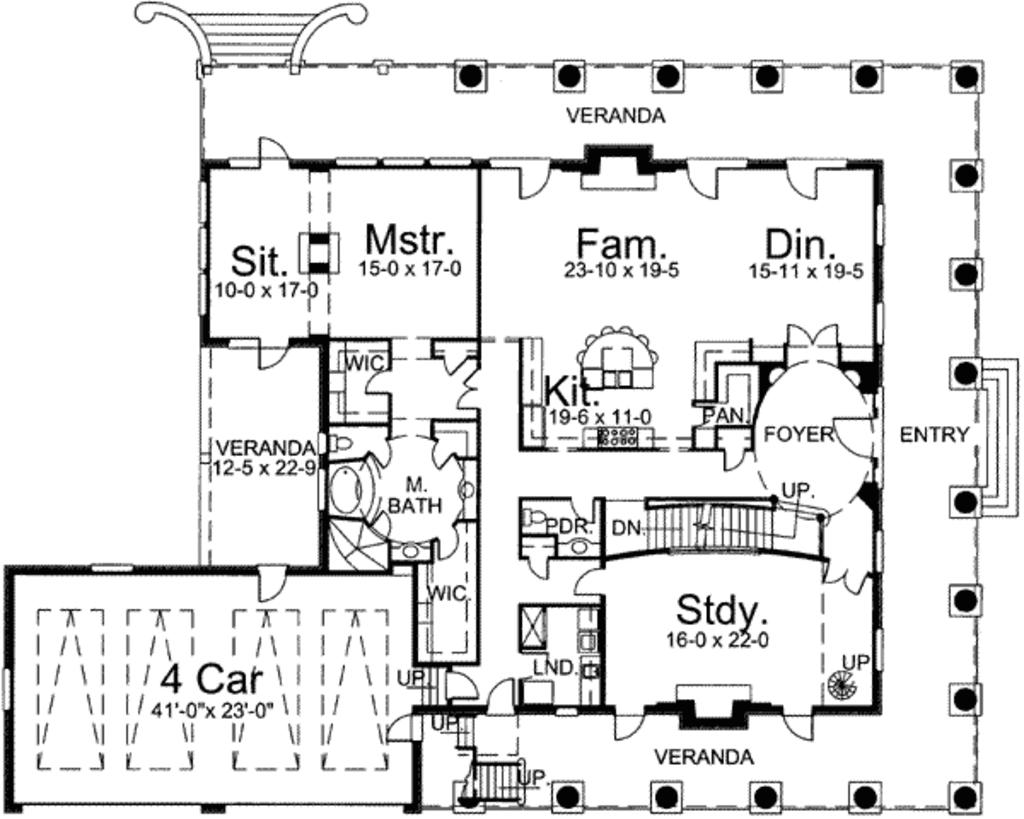 VERANDA
Mstr.
15-0 x 17-0
Fam.
23-10 x 19-5
Din.
15-11 x 19-5
Sit.
10-0 x 17-0
WIC
Kit.
19-6 x 11-0
PAN.
FOYER
ENTRY
VERANDA
12-5 x 22-9
M.
BATH
UP.
PDR.
DN.
WIC.
Stdy.
16-0 x 22-0
4 Car
41'-0"x 23'-0"
UP.
LND.
UP
UP.
VERANDA
UP.